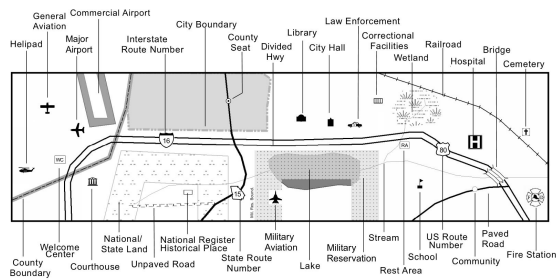 General
Aviation
Commercial Airport
Helipad
Major
Airport
Interstate
Route Number
City Boundary
County
Seat
Divided
Hwy
Library
City Hall
Law Enforcement
Correctional
Facilities
Wetland
Railroad
Hospital
Bridge
Cemetery
WC
16
RA
80
H
15
County
Boundary
Welcome
Center
Courthouse
National/
State Land
Unpaved Road
National Register
Historical Place
State Route
Number
Military
Aviation
Lake
Military
Reservation
Stream
Rest Area
School
US Route
Number
Community
Paved
Road
Fire Station